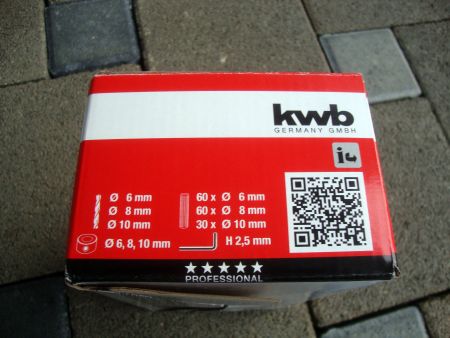 kwb
GERMANY GMBH
i4
Ø 6 mm
Ø 8 mm
Ø 10 mm
Ø 6, 8, 10 mm
60 x Ø 6 mm
60 x Ø 8 mm
30 x Ø 10 mm
H 2,5 mm
PROFESSIONAL